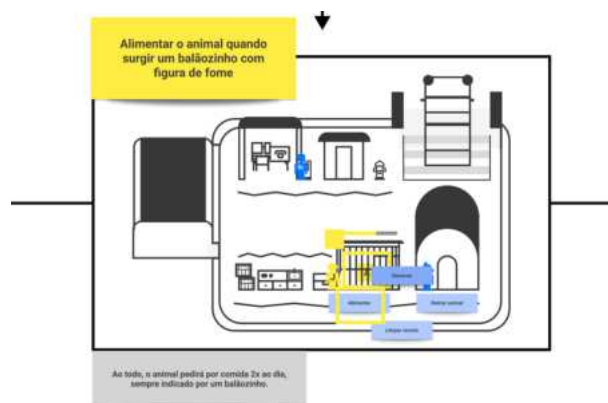 Alimentar o animal quando
surgir um balãozinho com
figura de fome
Alimentar
Retirar animal
Limpar recinto
Ao todo, o animal pedirá por comida 2x ao dia,
sempre indicado por um balãozinho.